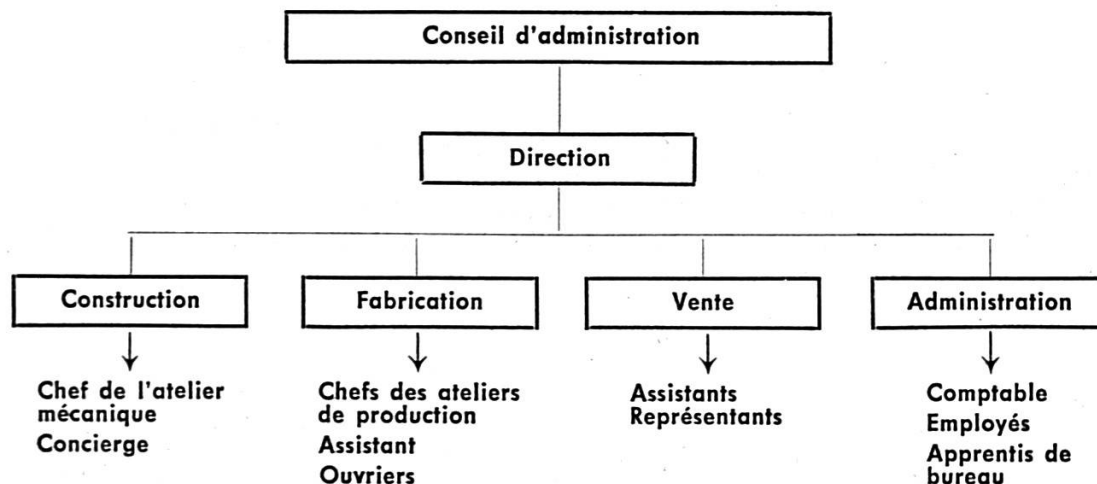 Conseil d'administration
Direction
Construction
Fabrication
Vente
Administration
Chef de l'atelier
mécanique
Concierge
Chefs des ateliers
de production
Assistant
Ouvriers
Assistants
Représentants
Comptable
Employés
Apprentis de
bureau